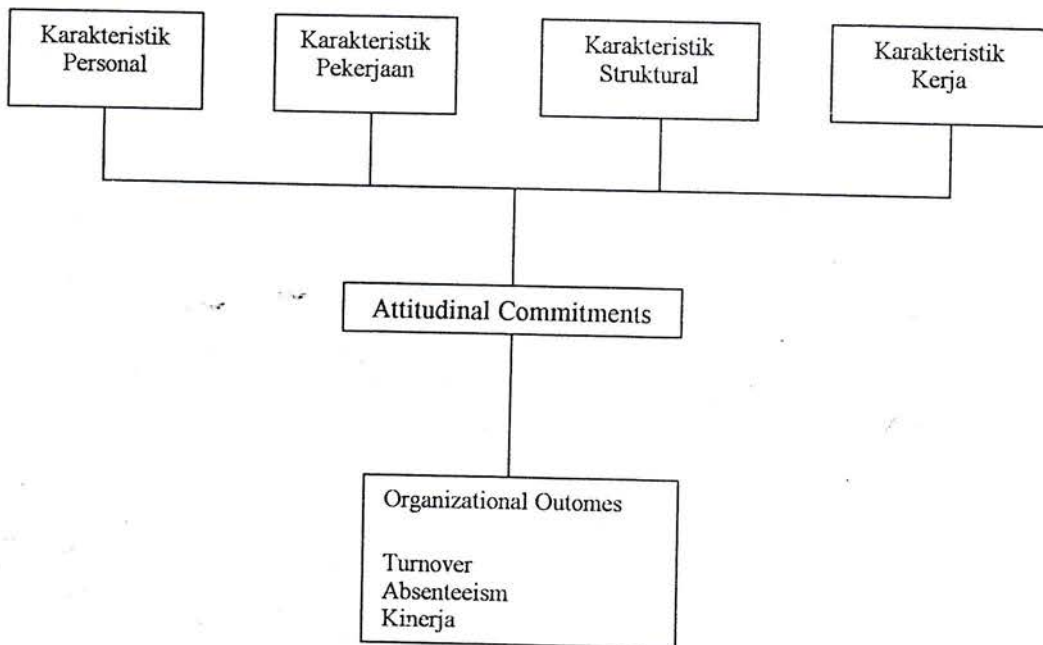 Karakteristik
Personal
Karakteristik
Pekerjaan
Karakteristik
Struktural
Karakteristik
Kerja
Attitudinal Commitments
Organizational Outomes
Turnover
Absenteeism
Kinerja